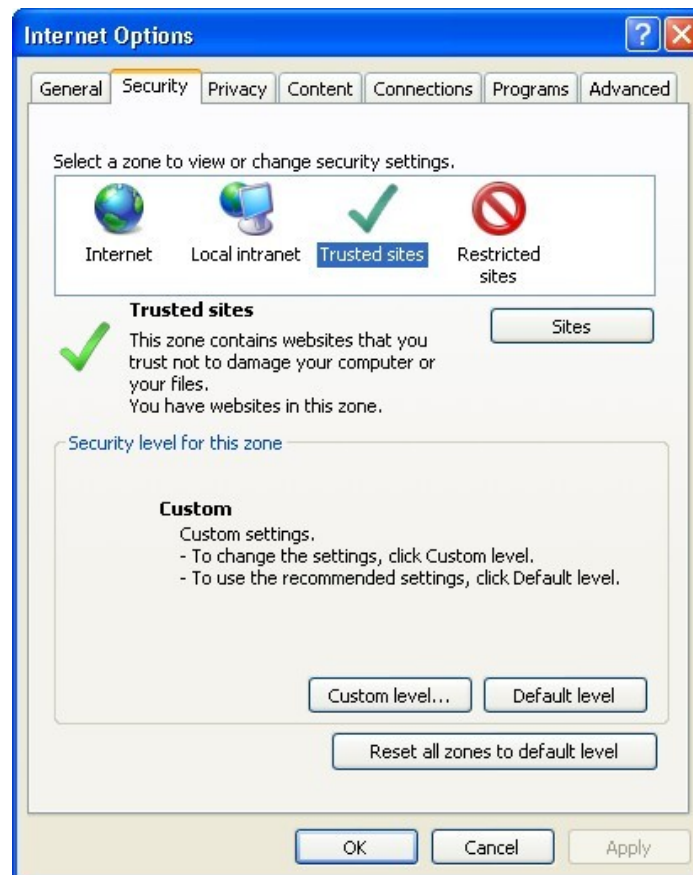 Internet Options
General Security Privacy Content Connections Programs Advanced
Select a zone to view or change security settings.
Internet Local intranet Trusted sites Restricted sites
Trusted sites
Sites
This zone contains websites that you
trust not to damage your computer or
your files.
You have websites in this zone.
Security level for this zone
Custom
Custom settings.
- To change the settings, click Custom level.
- To use the recommended settings, click Default level.
Custom level... Default level
Reset all zones to default level
OK Cancel Apply